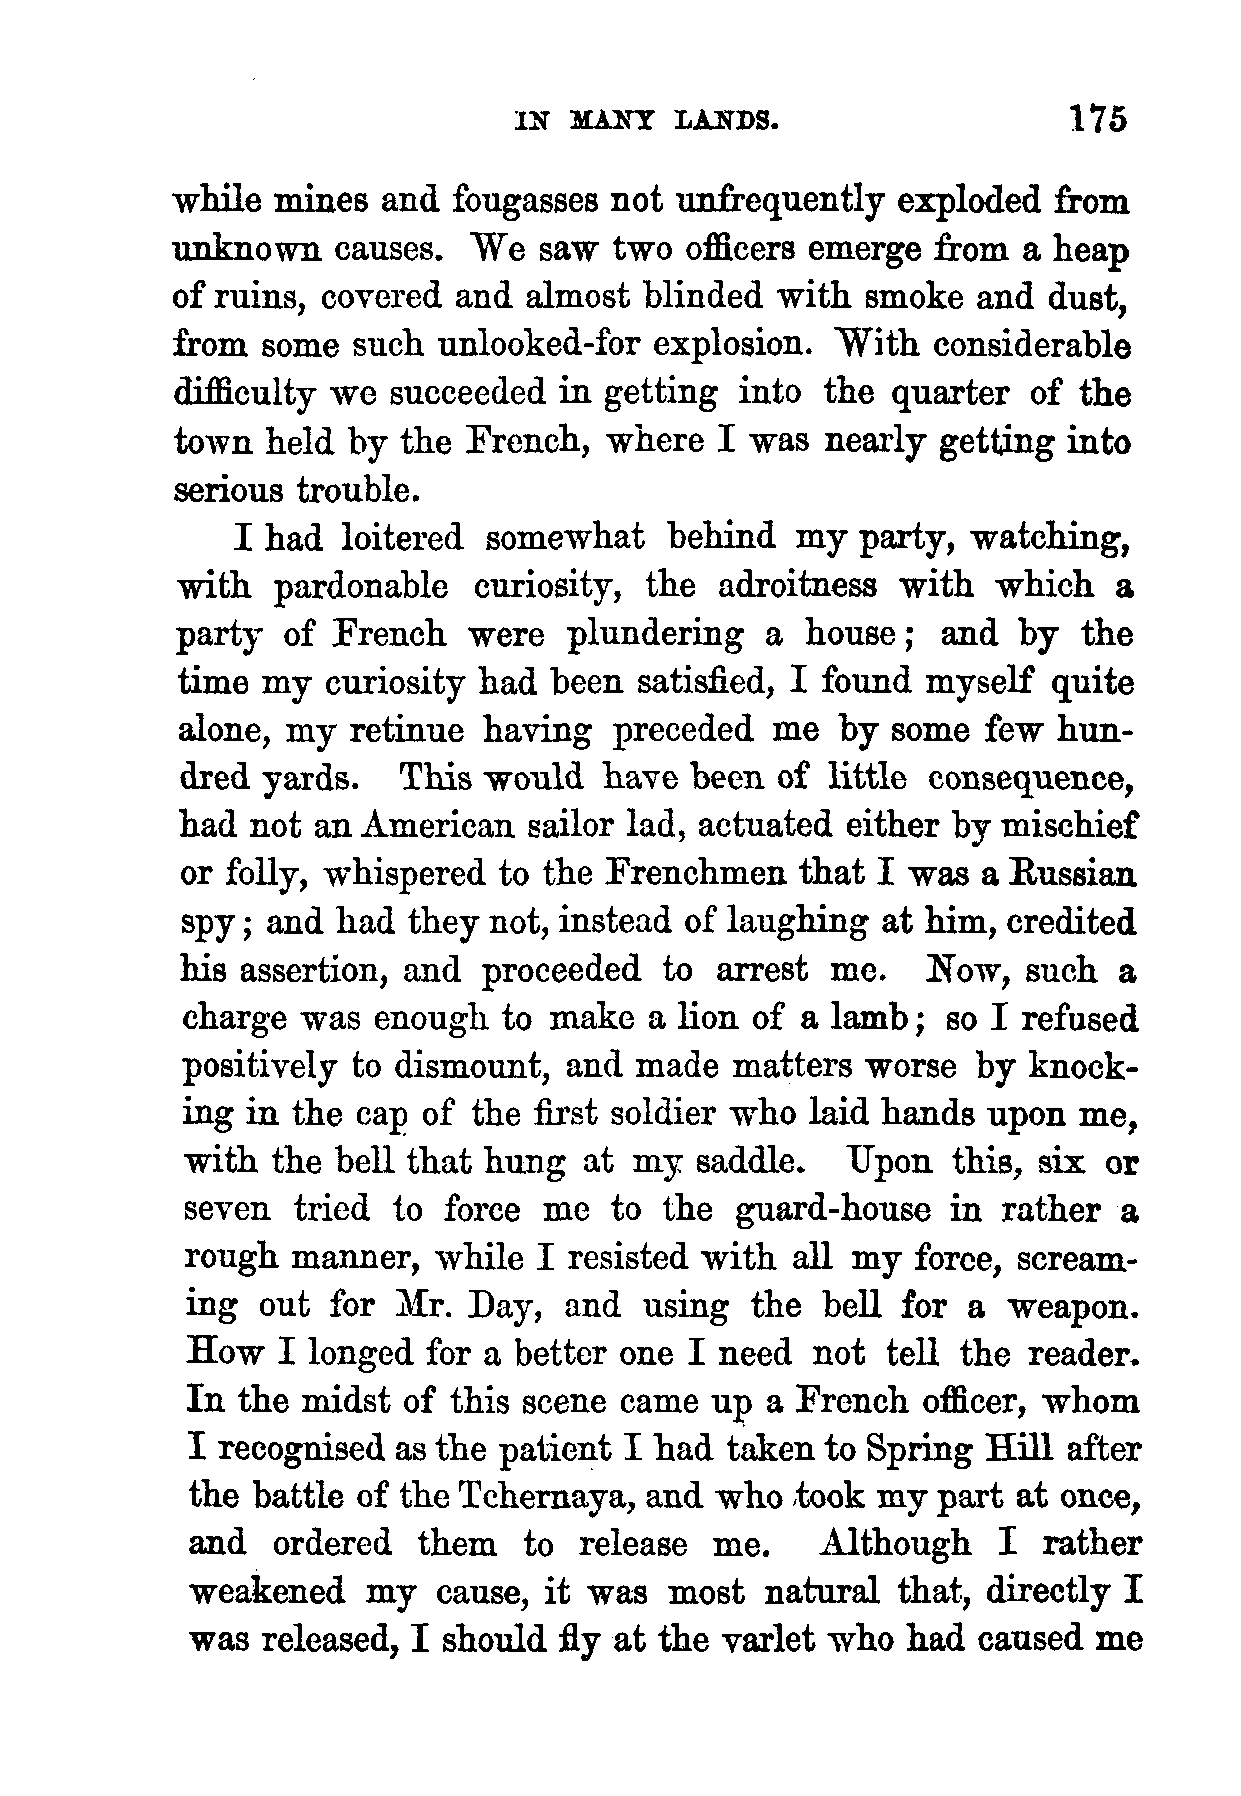 IN MANY LANDS. 175
while mines and fougasses not unfrequently exploded from
unknown causes. We saw two officers emerge from a heap
of ruins, covered and almost blinded with smoke and dust,
from some such unlooked-for explosion. With considerable
difficulty we succeeded in getting into the quarter of the
town held by the French, where I was nearly getting into
serious trouble.
I had loitered somewhat behind my party, watching,
with pardonable curiosity, the adroitness with which a
party of French were plundering a house; and by the
time my curiosity had been satisfied, I found myself quite
alone, my retinue having preceded me by some few hun-
dred yards. This would have been of little consequence,
had not an American sailor lad, actuated either by mischief
or folly, whispered to the Frenchmen that I was a Russian
spy; and had they not, instead of laughing at him, credited
his assertion, and proceeded to arrest me. Now, such a
charge was enough to make a lion of a lamb; so I refused
positively to dismount, and made matters worse by knock-
ing in the cap of the first soldier who laid hands upon me,
with the bell that hung at my saddle. Upon this, six or
seven tried to force me to the guard-house in rather a
rough manner, while I resisted with all my force, scream-
ing out for Mr. Day, and using the bell for a weapon.
How I longed for a better one I need not tell the reader.
In the midst of this scene came up a French officer, whom
I recognised as the patient I had taken to Spring Hill after
the battle of the Tchernaya, and who took my part at once,
and ordered them to release me. Although I rather
weakened my cause, it was most natural that, directly I
was released, I should fly at the varlet who had caused me